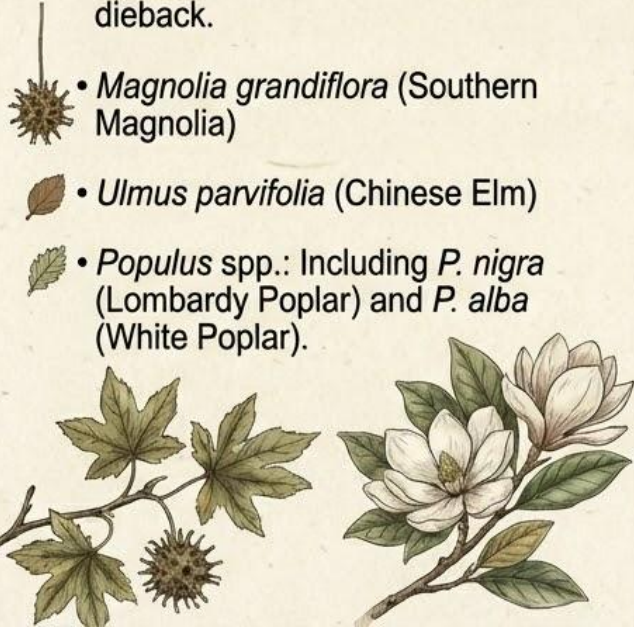 dieback.
• Magnolia grandiflora (Southern
Magnolia)
• Ulmus parvifolia (Chinese Elm)
• Populus spp.: Including P. nigra
(Lombardy Poplar) and P. alba
(White Poplar).